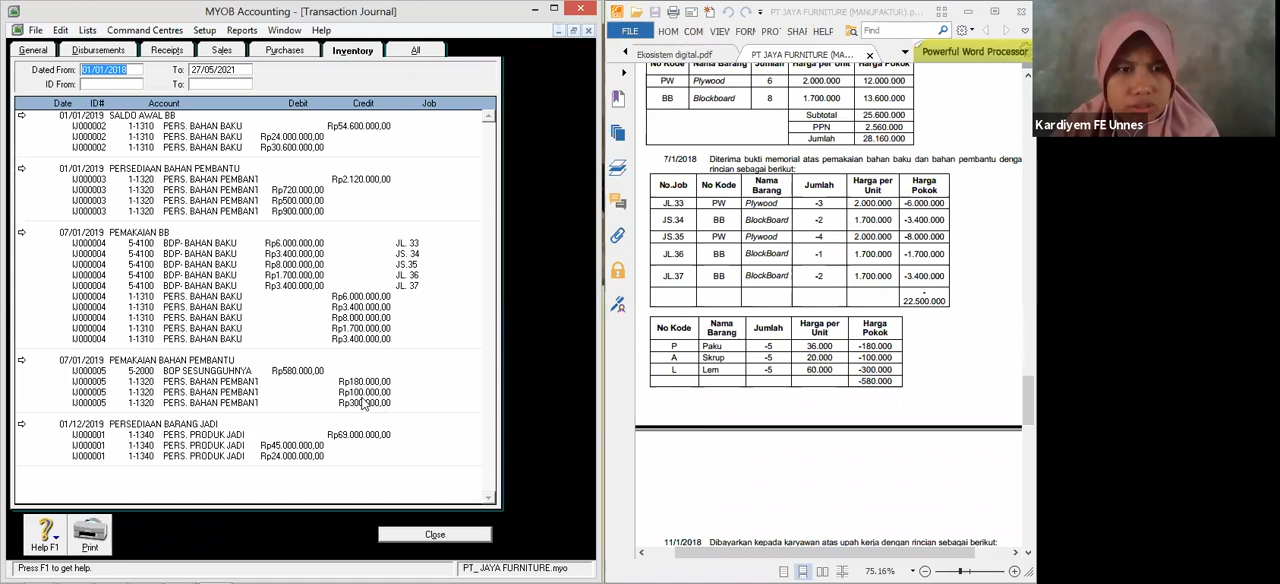 MYOB Accounting - [Transaction Journal]
File Edit Lists Command Centres Setup Reports Window Help
General Disbursements Receipts Sales Purchases Inventory All
Dated From: 01/01/2018 To: 27/05/2021
ID From: To:
Date ID# Account Debit Credit Job
01/01/2019 SALDO AWAL BB
IJ000002 1-1310 PERS. BAHAN BAKU Rp54.600.000,00
IJ000002 1-1310 PERS. BAHAN BAKU Rp24.000.000,00
IJ000002 1-1310 PERS. BAHAN BAKU Rp30.600.000,00
01/01/2019 PERSEDIAAN BAHAN PEMBANTU
IJ000003 1-1320 PERS. BAHAN PEMBANT Rp2.120.000,00
IJ000003 1-1320 PERS. BAHAN PEMBANT Rp720.000,00
IJ000003 1-1320 PERS. BAHAN PEMBANT Rp500.000,00
IJ000003 1-1320 PERS. BAHAN PEMBANT Rp900.000,00
07/01/2019 PEMAKAIAN BB
IJ000004 5-4100 BDP- BAHAN BAKU Rp6.000.000,00 JL. 33
IJ000004 5-4100 BDP- BAHAN BAKU Rp3.400.000,00 JS. 34
IJ000004 5-4100 BDP- BAHAN BAKU Rp8.000.000,00 JS.35
IJ000004 5-4100 BDP- BAHAN BAKU Rp1.700.000,00 JL. 36
IJ000004 5-4100 BDP- BAHAN BAKU Rp3.400.000,00 JL. 37
IJ000004 1-1310 PERS. BAHAN BAKU Rp6.000.000,00
IJ000004 1-1310 PERS. BAHAN BAKU Rp3.400.000,00
IJ000004 1-1310 PERS. BAHAN BAKU Rp8.000.000,00
IJ000004 1-1310 PERS. BAHAN BAKU Rp1.700.000,00
IJ000004 1-1310 PERS. BAHAN BAKU Rp3.400.000,00
07/01/2019 PEMAKAIAN BAHAN PEMBANTU
IJ000005 5-2000 BOP SESUNGGUHNYA Rp580.000,00
IJ000005 1-1320 PERS. BAHAN PEMBANT Rp180.000,00
IJ000005 1-1320 PERS. BAHAN PEMBANT Rp100.000,00
IJ000005 1-1320 PERS. BAHAN PEMBANT Rp300.000,00
01/12/2019 PERSEDIAAN BARANG JADI
IJ000001 1-1340 PERS. PRODUK JADI Rp69.000.000,00
IJ000001 1-1340 PERS. PRODUK JADI Rp45.000.000,00
IJ000001 1-1340 PERS. PRODUK JADI Rp24.000.000,00
Help F1 Print Close
Press F1 to get help. PT_ JAYA FURNITURE.myo
PT JAYA FURNITURE (MANUFAKTUR).p...
FILE HOM COM VIEV FORM PRO SHAR HELP Find
Ekosistem digital.pdf PT JAYA FURNITURE (MA... Powerful Word Processor
Nama Barang Jumlah Harga per Unit Harga Pokok
PW Plywood 6 2.000.000 12.000.000
BB Blockboard 8 1.700.000 13.600.000
Subtotal 25.600.000
PPN 2.560.000
Jumlah 28.160.000
7/1/2018 Diterima bukti memorial atas pemakaian bahan baku dan bahan pembantu denga
rincian sebagai berikut:
No.Job No Kode Nama Barang Jumlah Harga per Unit Harga Pokok
JL.33 PW Plywood -3 2.000.000 -6.000.000
JS.34 BB BlockBoard -2 1.700.000 -3.400.000
JS.35 PW Plywood -4 2.000.000 -8.000.000
JL.36 BB BlockBoard -1 1.700.000 -1.700.000
JL.37 BB BlockBoard -2 1.700.000 -3.400.000
-
22.500.000
No Kode Nama Barang Jumlah Harga per Unit Harga Pokok
P Paku -5 36.000 -180.000
A Skrup -5 20.000 -100.000
L Lem -5 60.000 -300.000
-580.000
11/1/2018 Dibayarkan kepada karyawan atas upah kerja dengan rincian sebagai berikut:
75.16%
Kardiyem FE Unnes